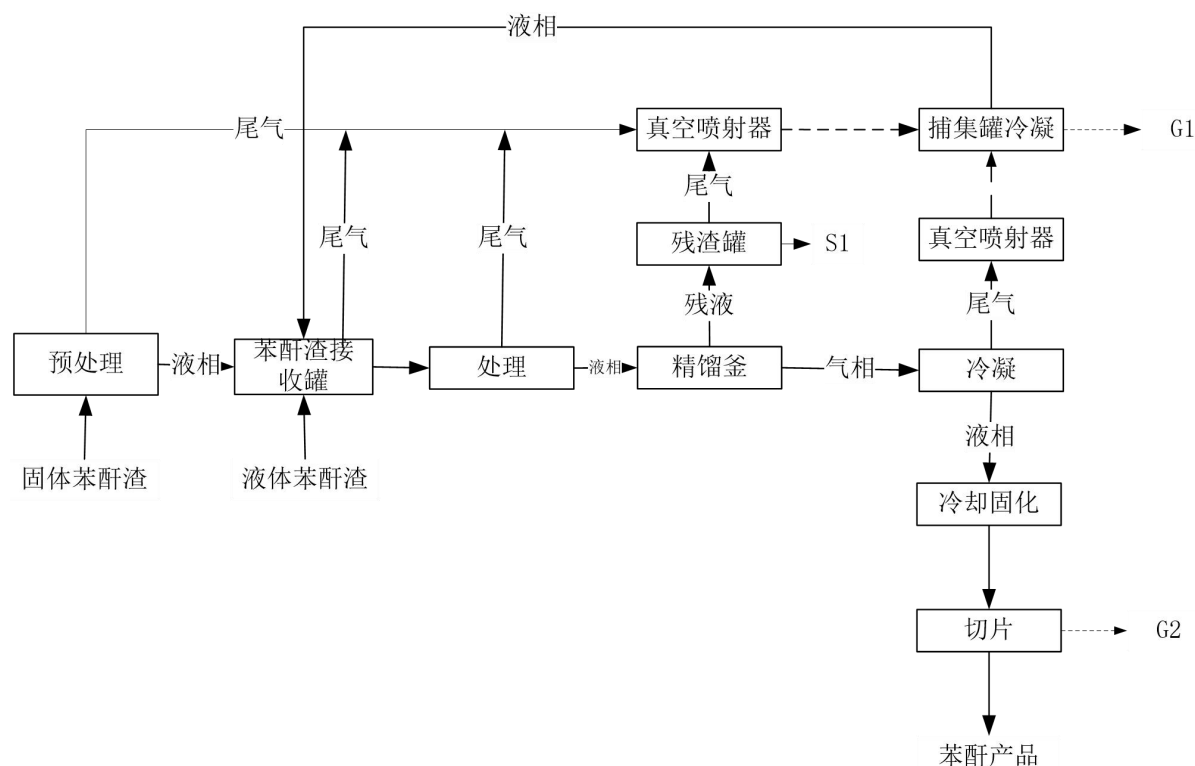 液相
尾气
真空喷射器
捕集罐冷凝
G1
尾气
尾气
尾气
残渣罐
S1
真空喷射器
残液
尾气
预处理
液相
苯酐渣接
收罐
处理
液相
精馏釜
气相
冷凝
固体苯酐渣
液体苯酐渣
液相
冷却固化
切片
G2
苯酐产品